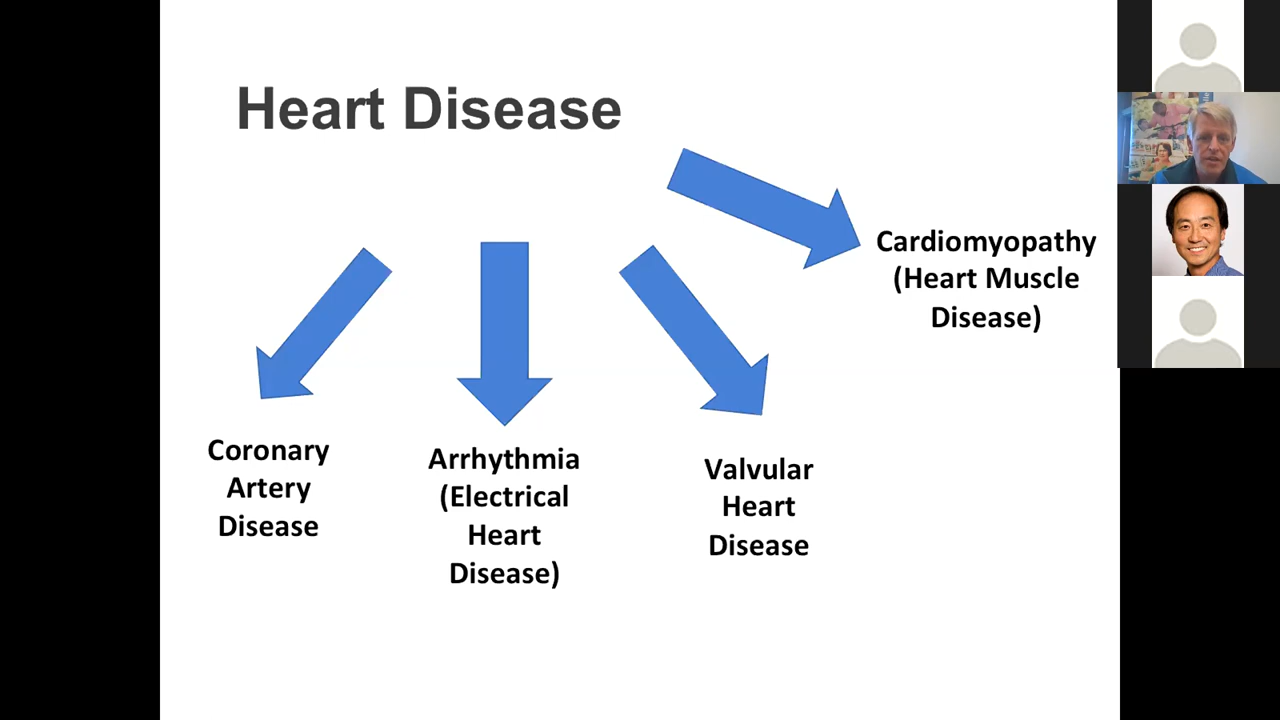 Heart Disease
Cardiomyopathy
(Heart Muscle
Disease)
Coronary
Artery
Disease
Arrhythmia
(Electrical
Heart
Disease)
Valvular
Heart
Disease